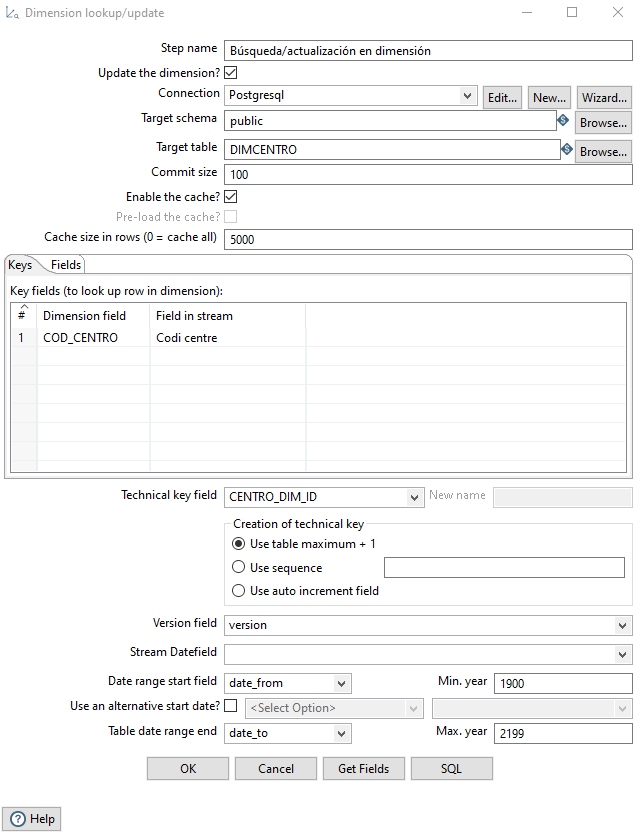 Dimension lookup/update
Step name Búsqueda/actualización en dimensión
Update the dimension?
Connection Postgresql Edit... New... Wizard...
Target schema public Browse...
Target table DIMCENTRO Browse...
Commit size 100
Enable the cache?
Pre-load the cache?
Cache size in rows (0 = cache all) 5000
Keys Fields
Key fields (to look up row in dimension):
# Dimension field Field in stream
1 COD_CENTRO Codi centre
Technical key field CENTRO_DIM_ID New name
Creation of technical key
Use table maximum + 1
Use sequence
Use auto increment field
Version field version
Stream Datefield
Date range start field date_from Min. year 1900
Use an alternative start date? <Select Option>
Table date range end date_to Max. year 2199
OK Cancel Get Fields SQL
Help